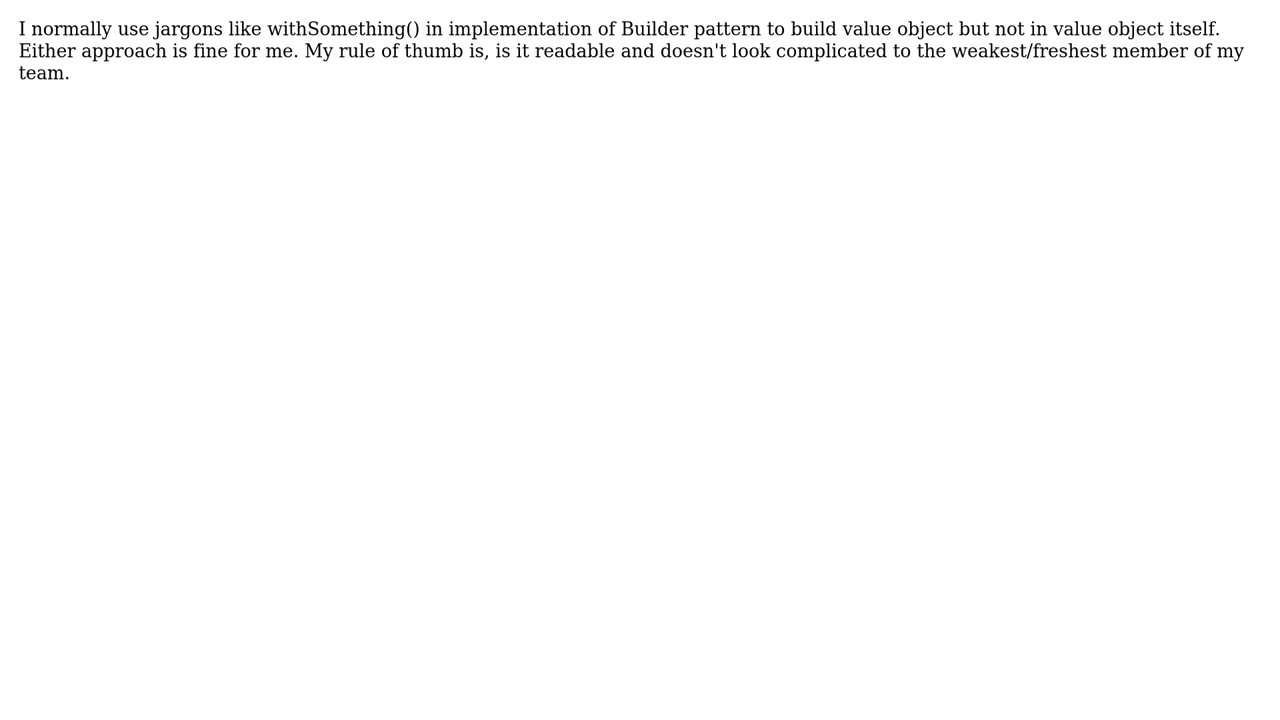 I normally use jargons like withSomething() in implementation of Builder pattern to build value object but not in value object itself.
Either approach is fine for me. My rule of thumb is, is it readable and doesn't look complicated to the weakest/freshest member of my
team.